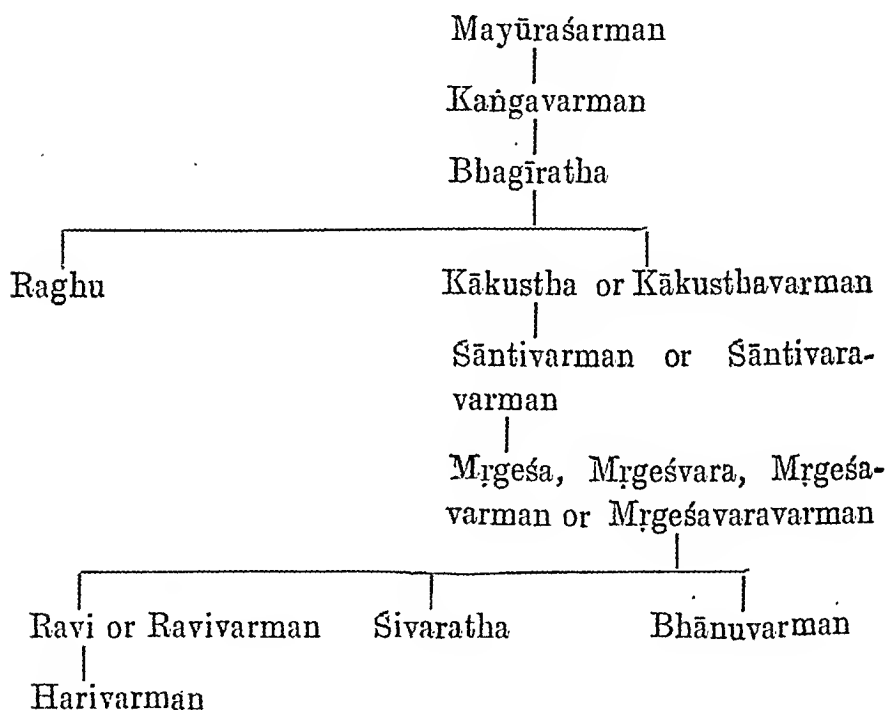 Mayūraśarman
Kaṅgavarman
Bhagīratha
Raghu Kākustha or Kākusthavarman
Śāntivarman or Śāntivara-
varman
Mṛgeśa, Mṛgeśvara, Mṛgeśa-
varman or Mṛgeśavaravarman
Ravi or Ravivarman Śivaratha Bhānuvarman
Harivarman